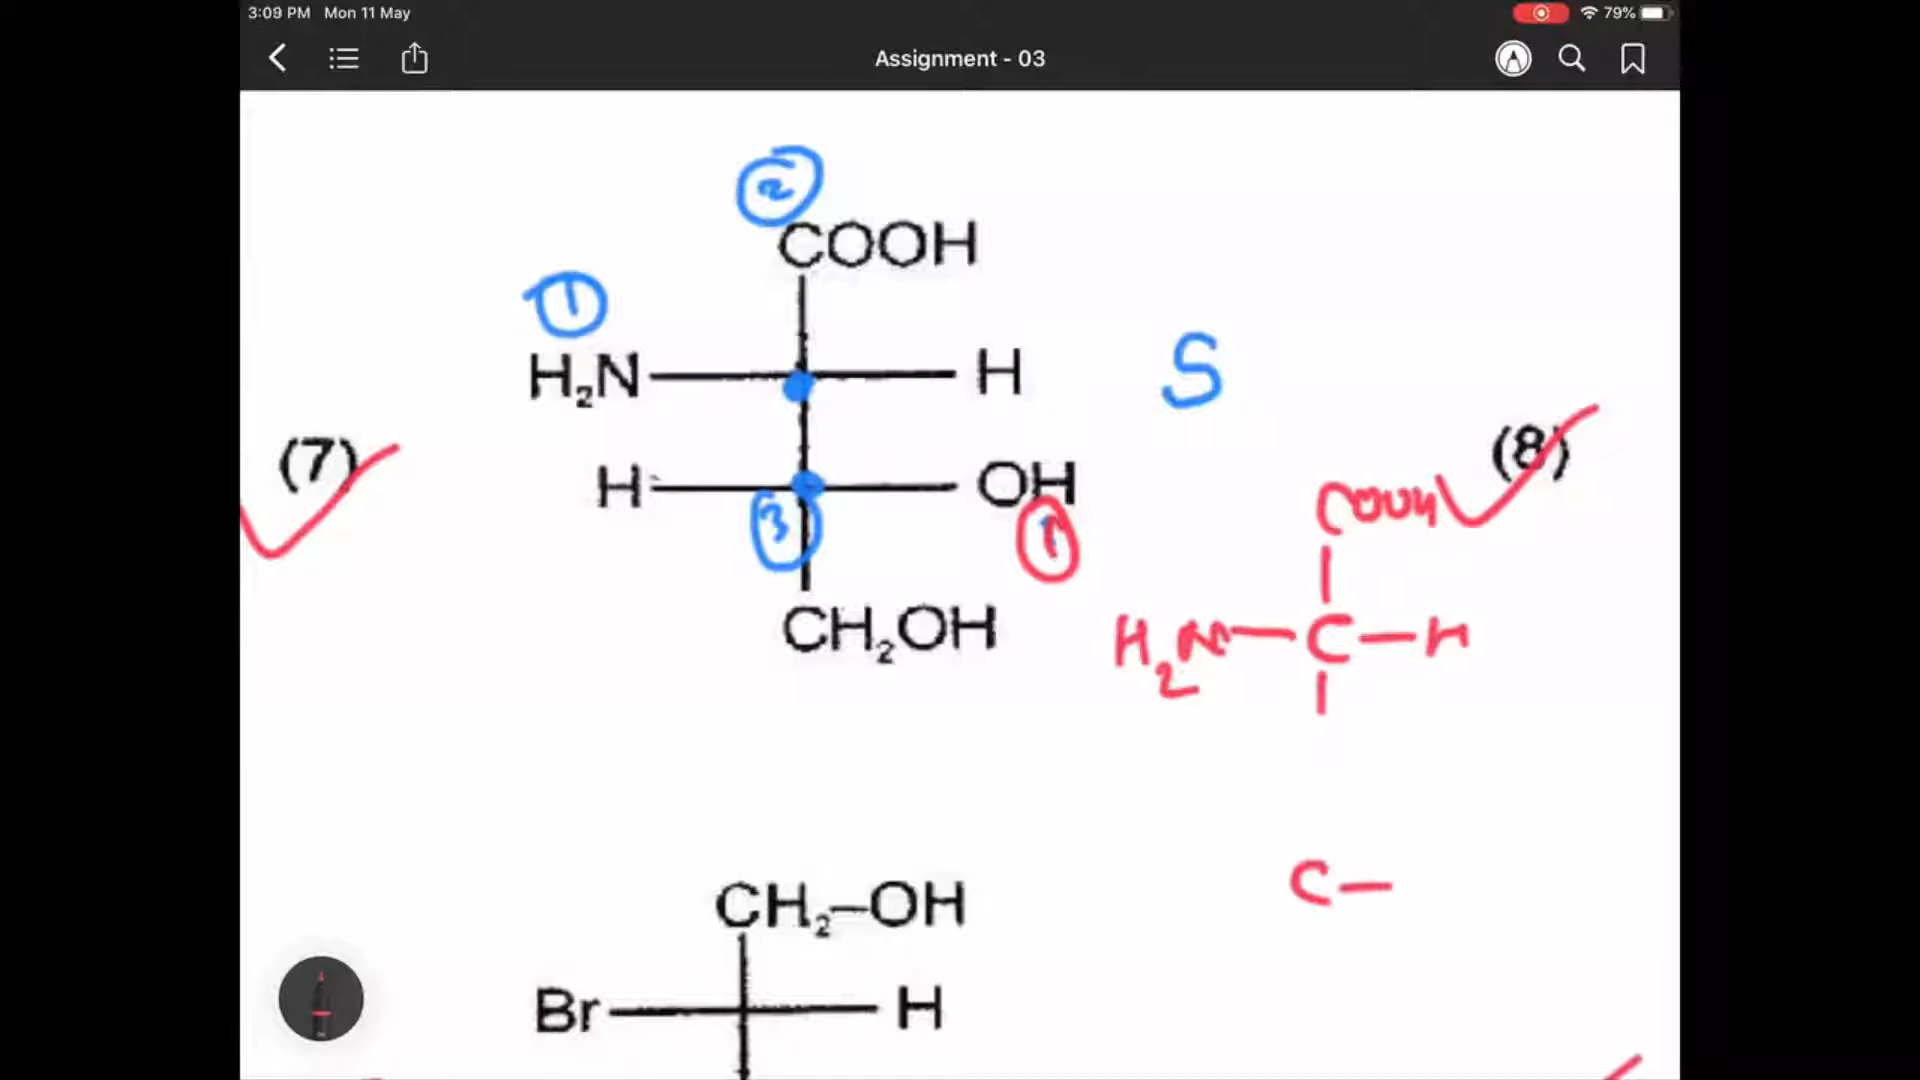 3:09 PM Mon 11 May 79%
Assignment - 03
2
COOH
1
H₂N H S
(7) (8)
H OH COOH
3 1
CH₂OH H₂N—C—H
C—
CH₂–OH
Br H